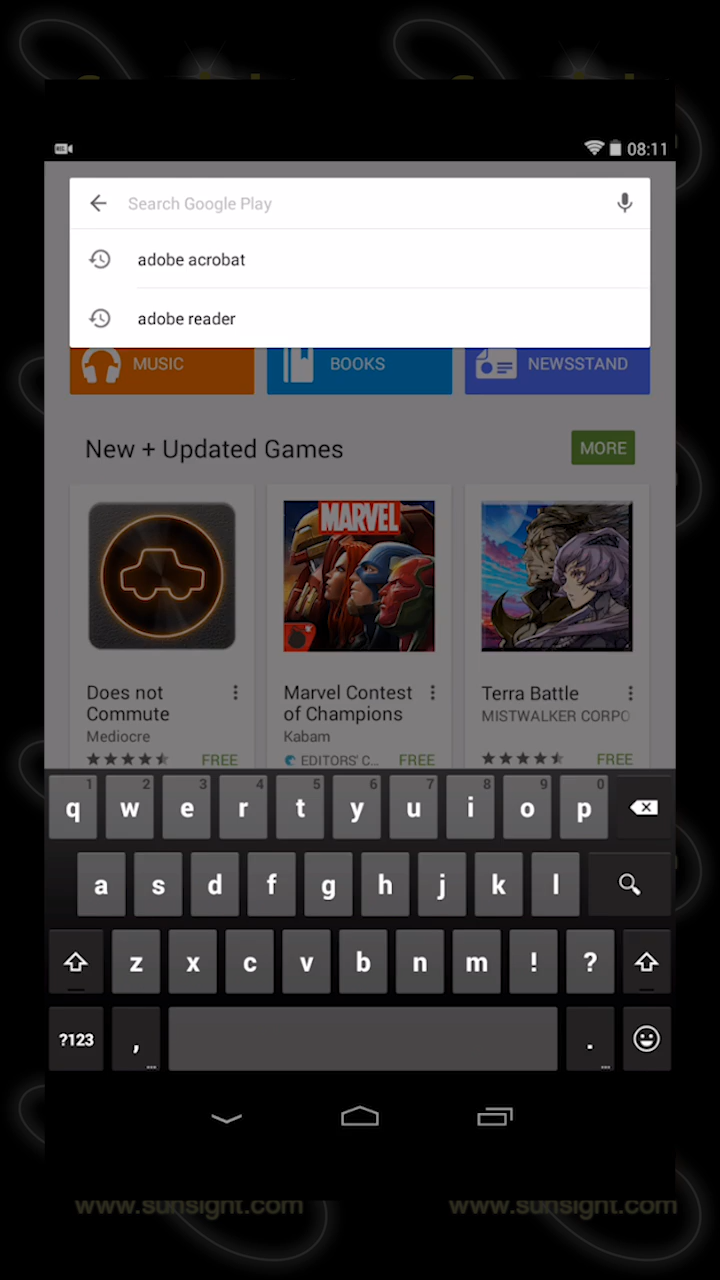 08:11
Search Google Play
adobe acrobat
adobe reader
MUSIC
BOOKS
NEWSSTAND
New + Updated Games
MORE
MARVEL
Does not
Commute
Mediocre
FREE
Marvel Contest
of Champions
Kabam
EDITORS' C...
FREE
Terra Battle
MISTWALKER CORPO
FREE
1 2 3 4 5 6 7 8 9 0
q w e r t y u i o p
a s d f g h j k l
z x c v b n m ! ?
?123 , ... . ...
www.sunsight.com
www.sunsight.com